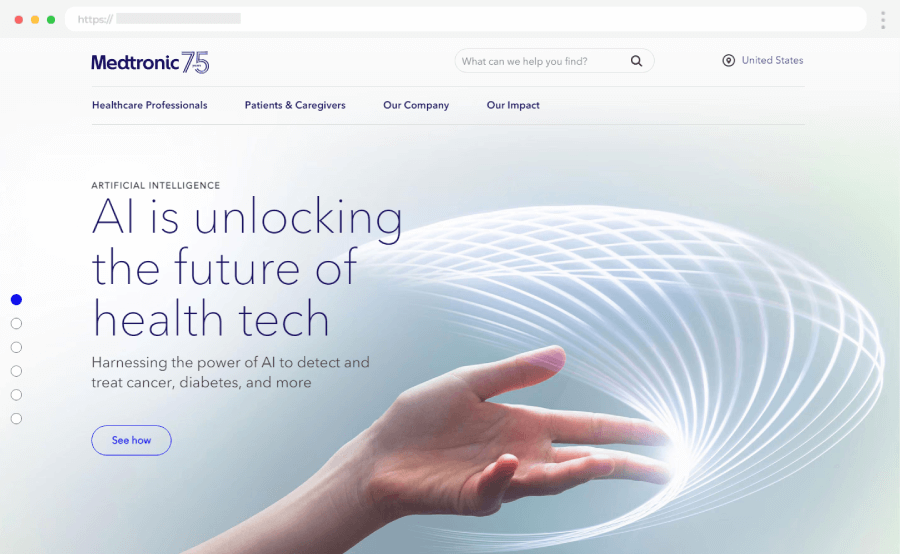 https://
Medtronic 75
What can we help you find?
United States
Healthcare Professionals
Patients & Caregivers
Our Company
Our Impact
ARTIFICIAL INTELLIGENCE
AI is unlocking
the future of
health tech
Harnessing the power of AI to detect and
treat cancer, diabetes, and more
See how